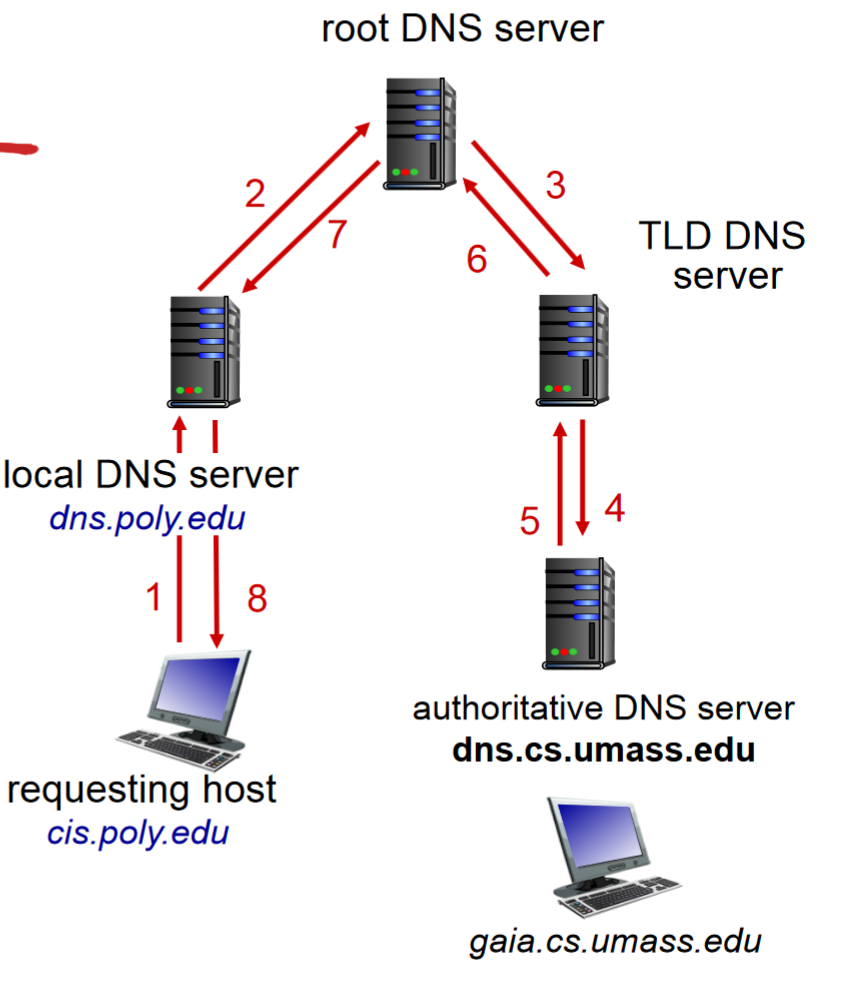 root DNS server
2
3
7
6
TLD DNS
server
local DNS server
dns.poly.edu
5
4
1
8
authoritative DNS server
dns.cs.umass.edu
requesting host
cis.poly.edu
gaia.cs.umass.edu